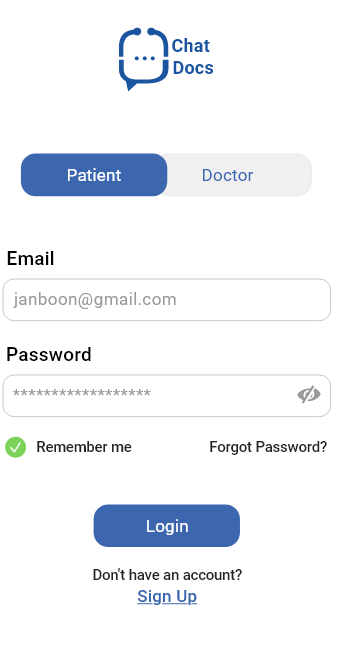 Chat
Docs
Patient Doctor
Email
janboon@gmail.com
Password
******************
Remember me Forgot Password?
Login
Don't have an account?
Sign Up